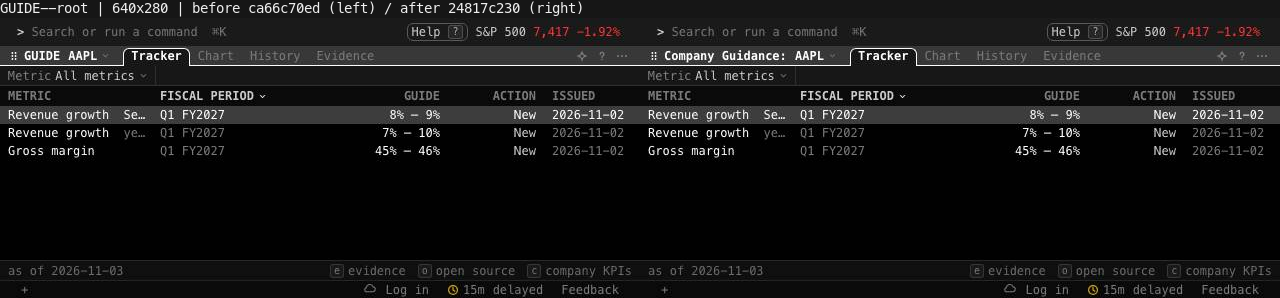 GUIDE--root | 640x280 | before ca66c70ed (left) / after 24817c230 (right)
> Search or run a command ⌘K Help ? S&P 500 7,417 −1.92% > Search or run a command ⌘K Help ? S&P 500 7,417 −1.92%
GUIDE AAPL Tracker Chart History Evidence ? ⋯ Company Guidance: AAPL Tracker Chart History Evidence ? ⋯
Metric All metrics Metric All metrics
METRIC FISCAL PERIOD GUIDE ACTION ISSUED METRIC FISCAL PERIOD GUIDE ACTION ISSUED
Revenue growth Se… Q1 FY2027 8% – 9% New 2026-11-02 Revenue growth Se… Q1 FY2027 8% – 9% New 2026-11-02
Revenue growth ye… Q1 FY2027 7% – 10% New 2026-11-02 Revenue growth ye… Q1 FY2027 7% – 10% New 2026-11-02
Gross margin Q1 FY2027 45% – 46% New 2026-11-02 Gross margin Q1 FY2027 45% – 46% New 2026-11-02
as of 2026-11-03 e evidence o open source c company KPIs as of 2026-11-03 e evidence o open source c company KPIs
+ Log in 15m delayed Feedback + Log in 15m delayed Feedback